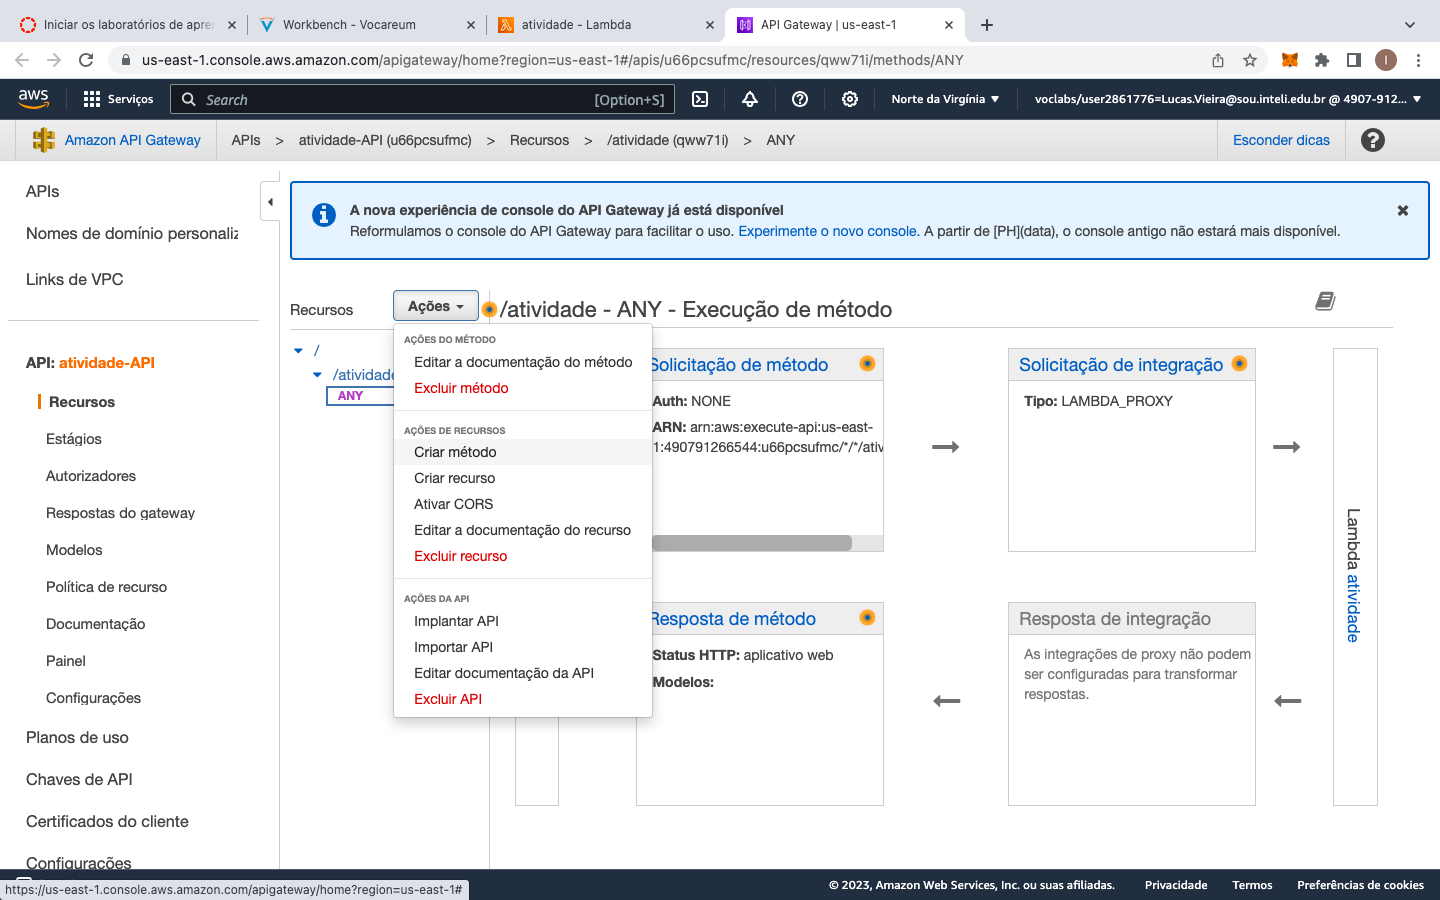 Iniciar os laboratórios de apre
Workbench - Vocareum
atividade - Lambda
API Gateway | us-east-1
us-east-1.console.aws.amazon.com/apigateway/home?region=us-east-1#/apis/u66pcsufmc/resources/qww71i/methods/ANY
I
aws
Serviços
Search
[Option+S]
Norte da Virgínia
voclabs/user2861776=Lucas.Vieira@sou.inteli.edu.br @ 4907-912...
Amazon API Gateway
APIs > atividade-API (u66pcsufmc) > Recursos > /atividade (qww71i) > ANY
Esconder dicas
APIs
Nomes de domínio personaliz
Links de VPC
API: atividade-API
Recursos
Estágios
Autorizadores
Respostas do gateway
Modelos
Política de recurso
Documentação
Painel
Configurações
Planos de uso
Chaves de API
Certificados do cliente
Configurações
A nova experiência de console do API Gateway já está disponível
Reformulamos o console do API Gateway para facilitar o uso. Experimente o novo console. A partir de [PH](data), o console antigo não estará mais disponível.
Recursos
Ações
/atividade - ANY - Execução de método
/
/atividade
ANY
AÇÕES DO MÉTODO
Editar a documentação do método
Excluir método
AÇÕES DE RECURSOS
Criar método
Criar recurso
Ativar CORS
Editar a documentação do recurso
Excluir recurso
AÇÕES DA API
Implantar API
Importar API
Editar documentação da API
Excluir API
Solicitação de método
Auth: NONE
ARN: arn:aws:execute-api:us-east-
1:490791266544:u66pcsufmc/*/*/ativ
Solicitação de integração
Tipo: LAMBDA_PROXY
Lambda atividade
Resposta de método
Status HTTP: aplicativo web
Modelos:
Resposta de integração
As integrações de proxy não podem
ser configuradas para transformar
respostas.
https://us-east-1.console.aws.amazon.com/apigateway/home?region=us-east-1#
© 2023, Amazon Web Services, Inc. ou suas afiliadas.
Privacidade
Termos
Preferências de cookies